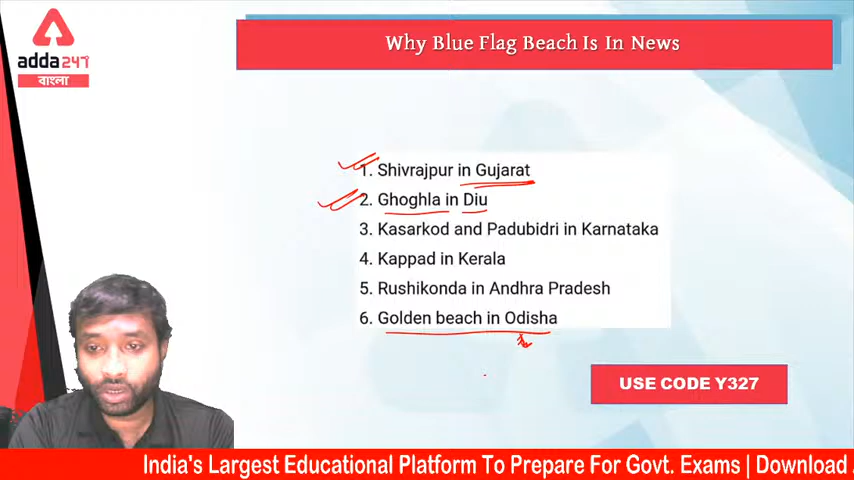 Why Blue Flag Beach Is In News
adda247
বাংলা
1. Shivrajpur in Gujarat
2. Ghoghla in Diu
3. Kasarkod and Padubidri in Karnataka
4. Kappad in Kerala
5. Rushikonda in Andhra Pradesh
6. Golden beach in Odisha
USE CODE Y327
India's Largest Educational Platform To Prepare For Govt. Exams | Download